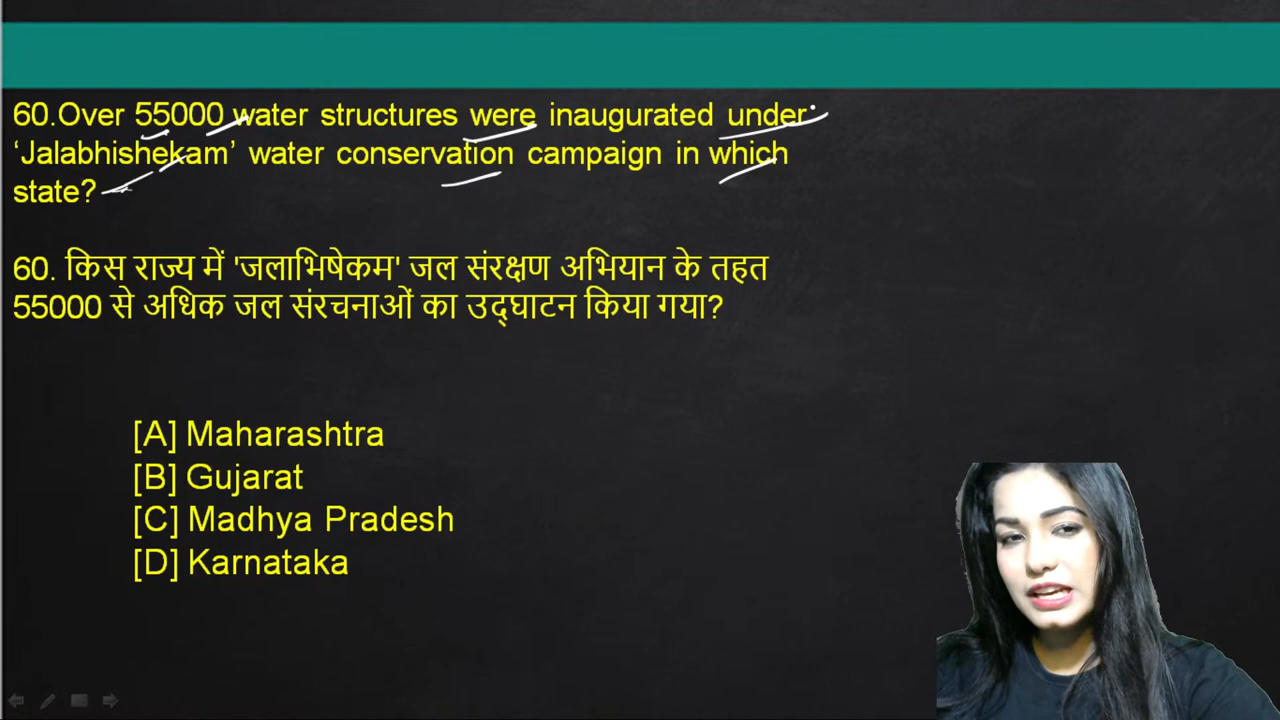 60.Over 55000 water structures were inaugurated under
‘Jalabhishekam’ water conservation campaign in which
state?
60. किस राज्य में 'जलाभिषेकम' जल संरक्षण अभियान के तहत
55000 से अधिक जल संरचनाओं का उद्घाटन किया गया?
[A] Maharashtra
[B] Gujarat
[C] Madhya Pradesh
[D] Karnataka